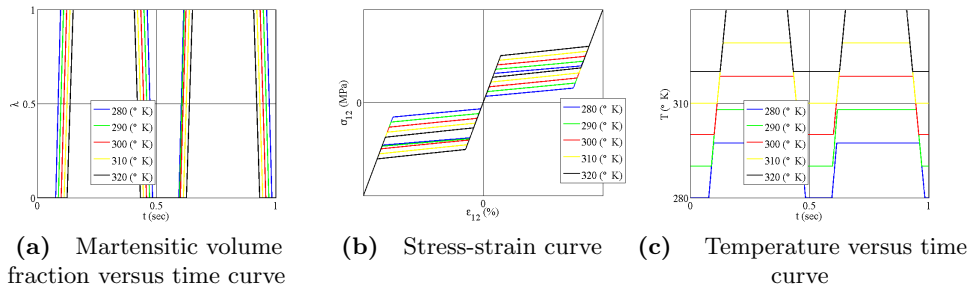 1
0.5
1
0
0.5
1
λ
t (sec)
280 (° K)
290 (° K)
300 (° K)
310 (° K)
320 (° K)
0
0
σ12 (MPa)
ε12 (%)
280 (° K)
290 (° K)
300 (° K)
310 (° K)
320 (° K)
310
280
0
0.5
1
T (° K)
t (sec)
280 (° K)
290 (° K)
300 (° K)
310 (° K)
320 (° K)
(a) Martensitic volume
fraction versus time curve
(b) Stress-strain curve
(c) Temperature versus time
curve